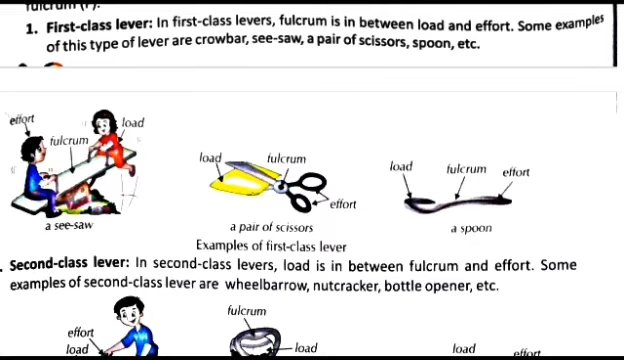 fulcrum (F).
1. First-class lever: In first-class levers, fulcrum is in between load and effort. Some examples
of this type of lever are crowbar, see-saw, a pair of scissors, spoon, etc.
effort load
fulcrum
load fulcrum
effort
load fulcrum effort
a see-saw a pair of scissors a spoon
Examples of first-class lever
. Second-class lever: In second-class levers, load is in between fulcrum and effort. Some
examples of second-class lever are wheelbarrow, nutcracker, bottle opener, etc.
fulcrum
effort
load load load effort